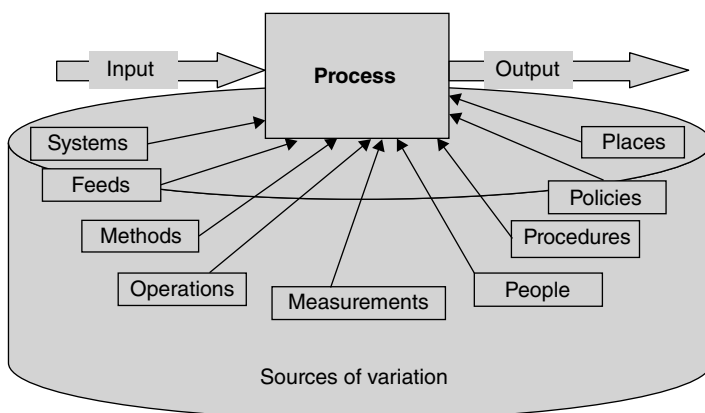 Input
Process
Output
Systems
Places
Feeds
Policies
Methods
Procedures
Operations
Measurements
People
Sources of variation